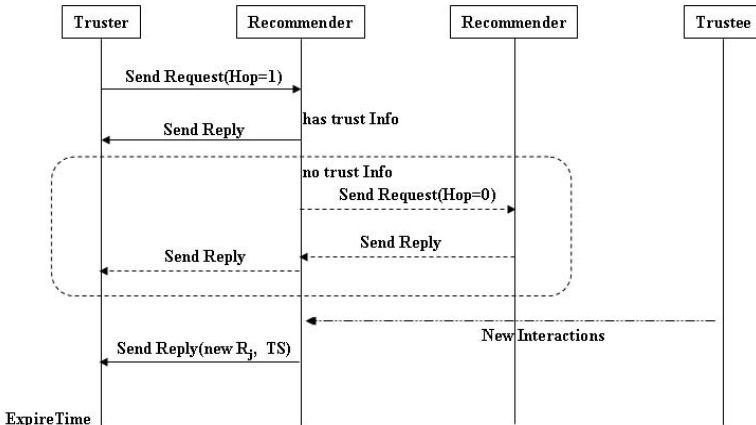 Truster
Recommender
Recommender
Trustee
Send Request(Hop=1)
has trust Info
Send Reply
no trust Info
Send Request(Hop=0)
Send Reply
Send Reply
New Interactions
Send Reply(new Rj, TS)
ExpireTime